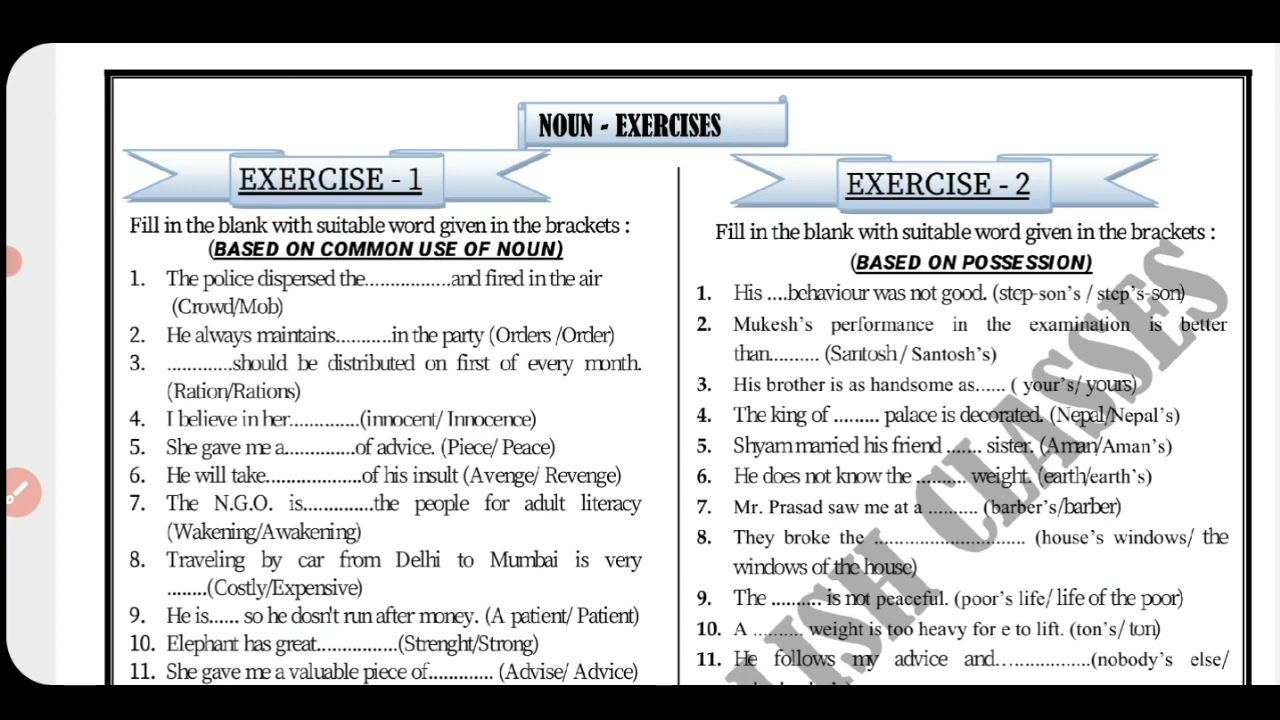 NOUN - EXERCISES
EXERCISE - 1
Fill in the blank with suitable word given in the brackets :
(BASED ON COMMON USE OF NOUN)
1. The police dispersed the................and fired in the air
(Crowd/Mob)
2. He always maintains..........in the party (Orders /Order)
3. ............should be distributed on first of every month.
(Ration/Rations)
4. I believe in her............(innocent/ Innocence)
5. She gave me a............of advice. (Piece/ Peace)
6. He will take.................of his insult (Avenge/ Revenge)
7. The N.G.O. is............the people for adult literacy
(Wakening/Awakening)
8. Traveling by car from Delhi to Mumbai is very
........(Costly/Expensive)
9. He is...... so he dosn't run after money. (A patient/ Patient)
10. Elephant has great...............(Strenght/Strong)
11. She gave me a valuable piece of............ (Advise/ Advice)
EXERCISE - 2
Fill in the blank with suitable word given in the brackets :
(BASED ON POSSESSION)
1. His ....behaviour was not good. (step-son's / step's-son)
2. Mukesh's performance in the examination is better
than.......... (Santosh / Santosh's)
3. His brother is as handsome as...... ( your's/ yours)
4. The king of ......... palace is decorated. (Nepal/Nepal's)
5. Shyam married his friend ....... sister. (Aman/Aman's)
6. He does not know the .......... weight. (earth/earth's)
7. Mr. Prasad saw me at a .......... (barber's/barber)
8. They broke the .............................. (house's windows/ the
windows of the house)
9. The .......... is not peaceful. (poor's life/ life of the poor)
10. A .......... weight is too heavy for e to lift. (ton's/ ton)
11. He follows my advice and..................(nobody's else/
CLASSES